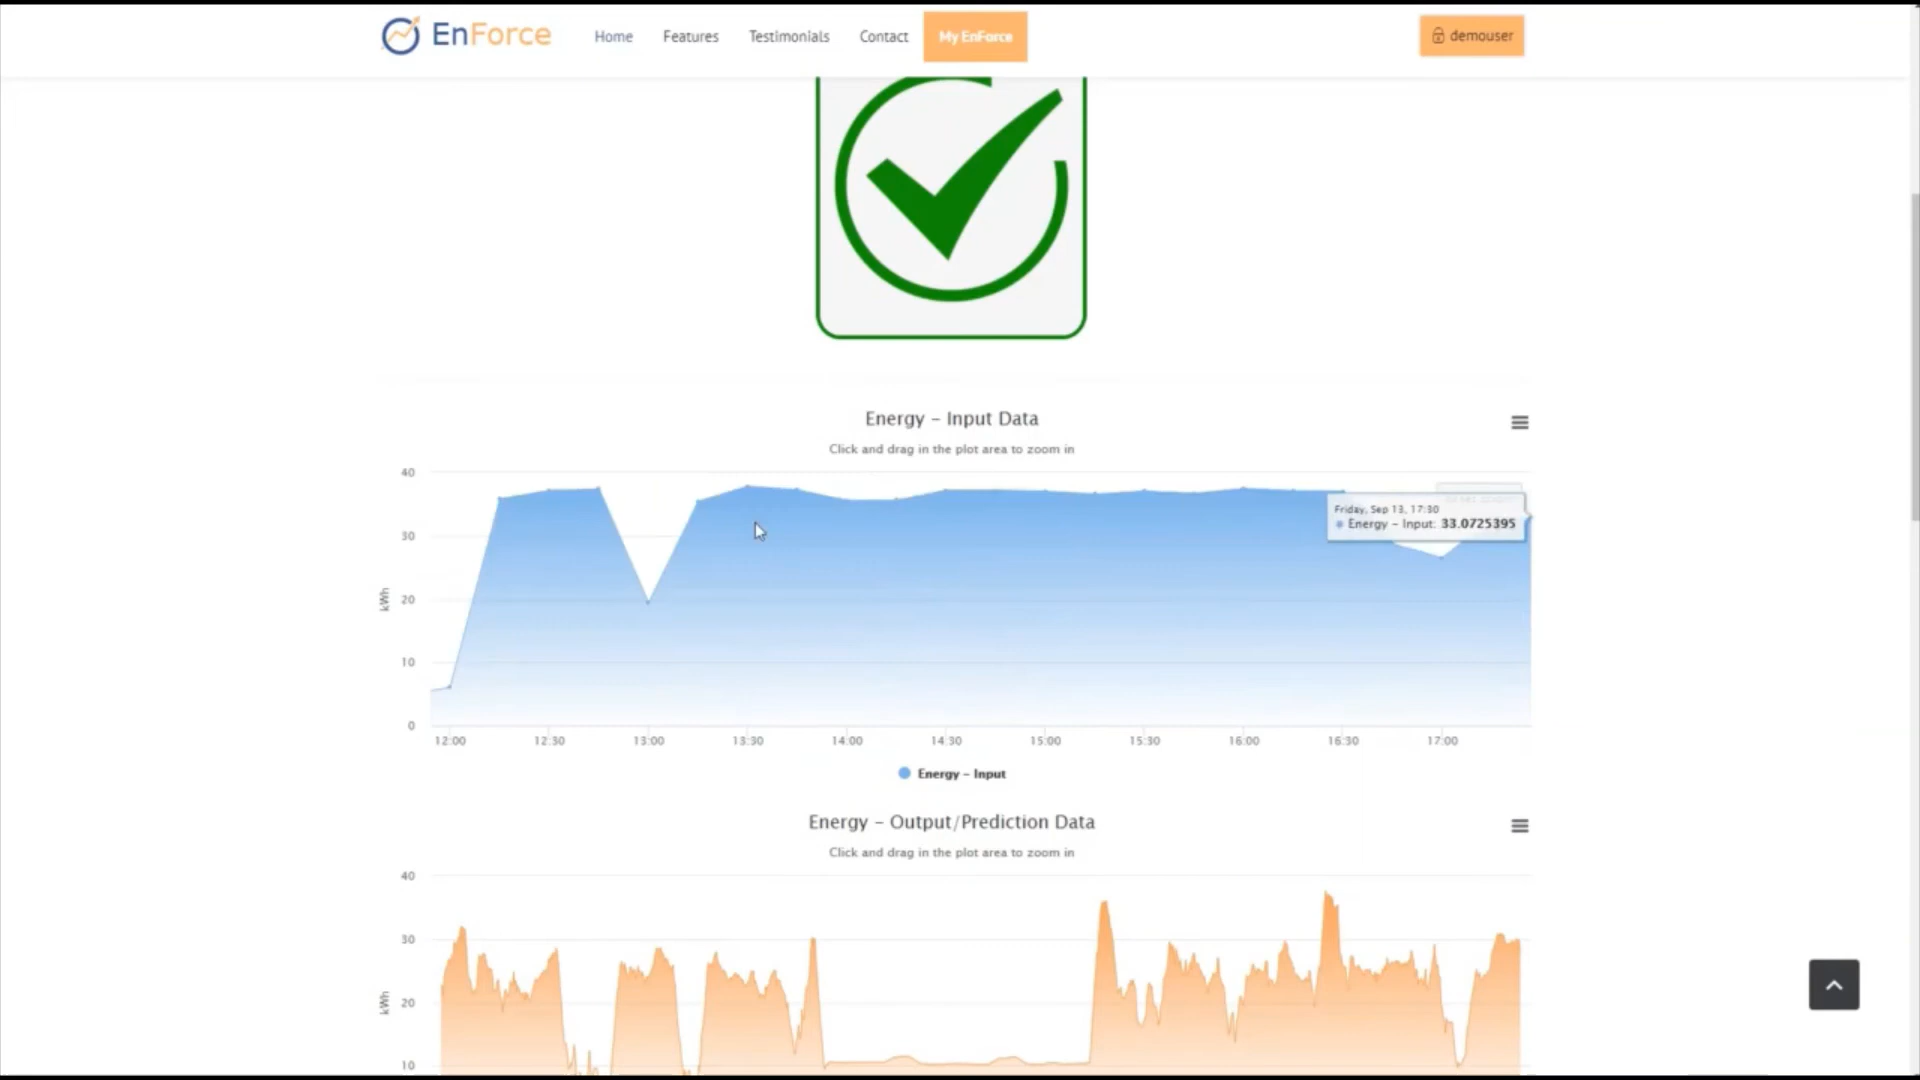 EnForce
Home Features Testimonials Contact My EnForce
demouser
Energy – Input Data
Click and drag in the plot area to zoom in
40
30
20
10
0
kWh
Friday, Sep 13, 17:30
Energy – Input: 33.0725395
12:00 12:30 13:00 13:30 14:00 14:30 15:00 15:30 16:00 16:30 17:00
Energy – Input
Energy – Output/Prediction Data
Click and drag in the plot area to zoom in
40
30
20
10
kWh